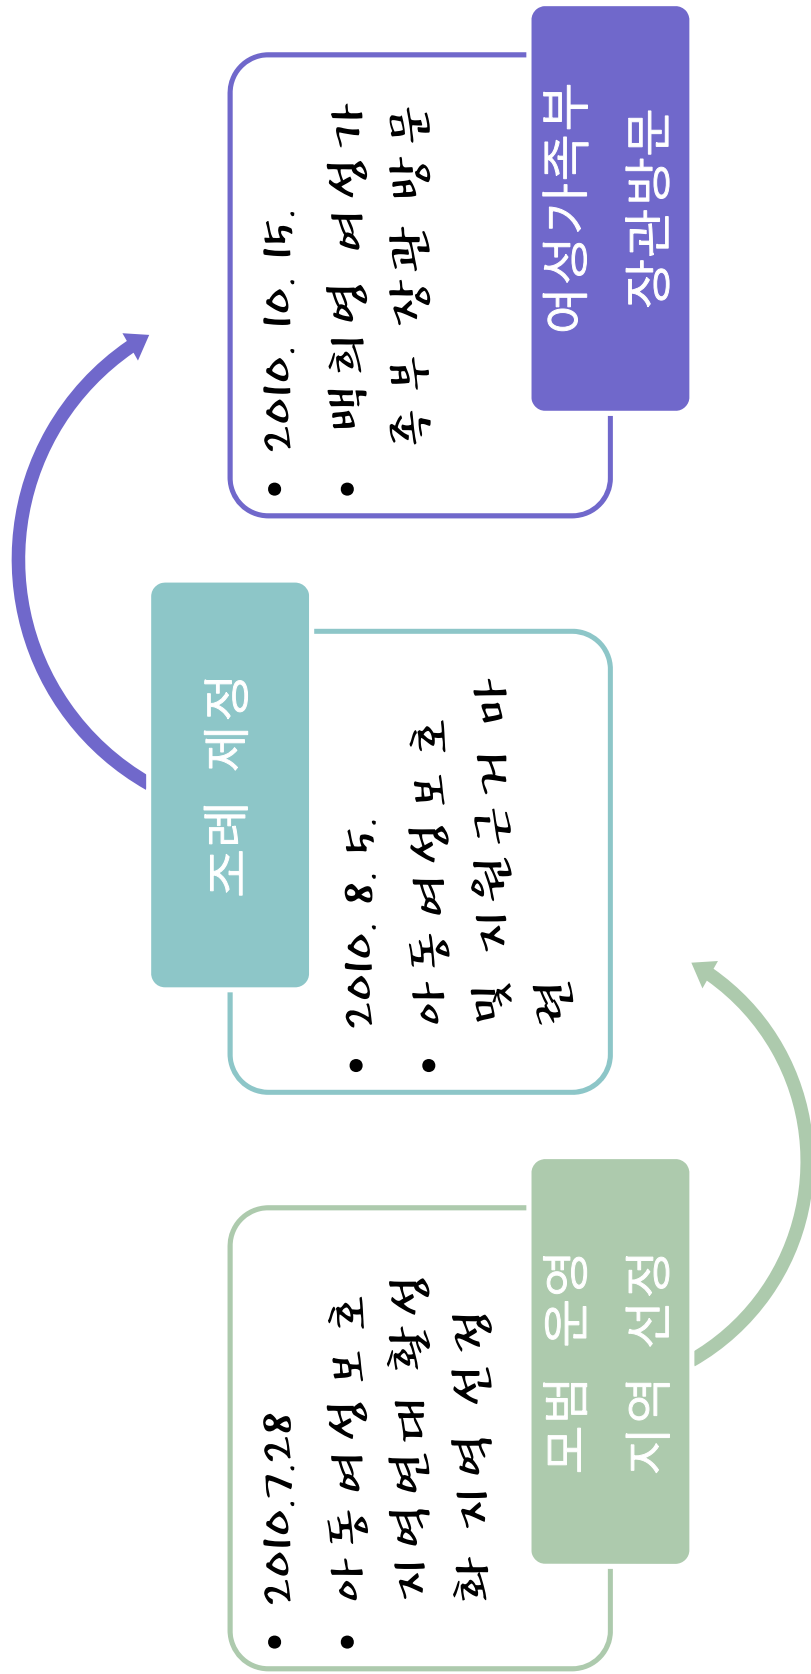 모범 운영
지역 선정
• 2010.7.28
• 아동여성 보호
지역연대 활성
화 지역 선정
조례 제정
• 2010. 8. 5.
• 아동여성 보호
및 지원근거 마
련
여성가족부
장관방문
• 2010. 10. 15.
• 백희영 여성가
족부 장관 방문